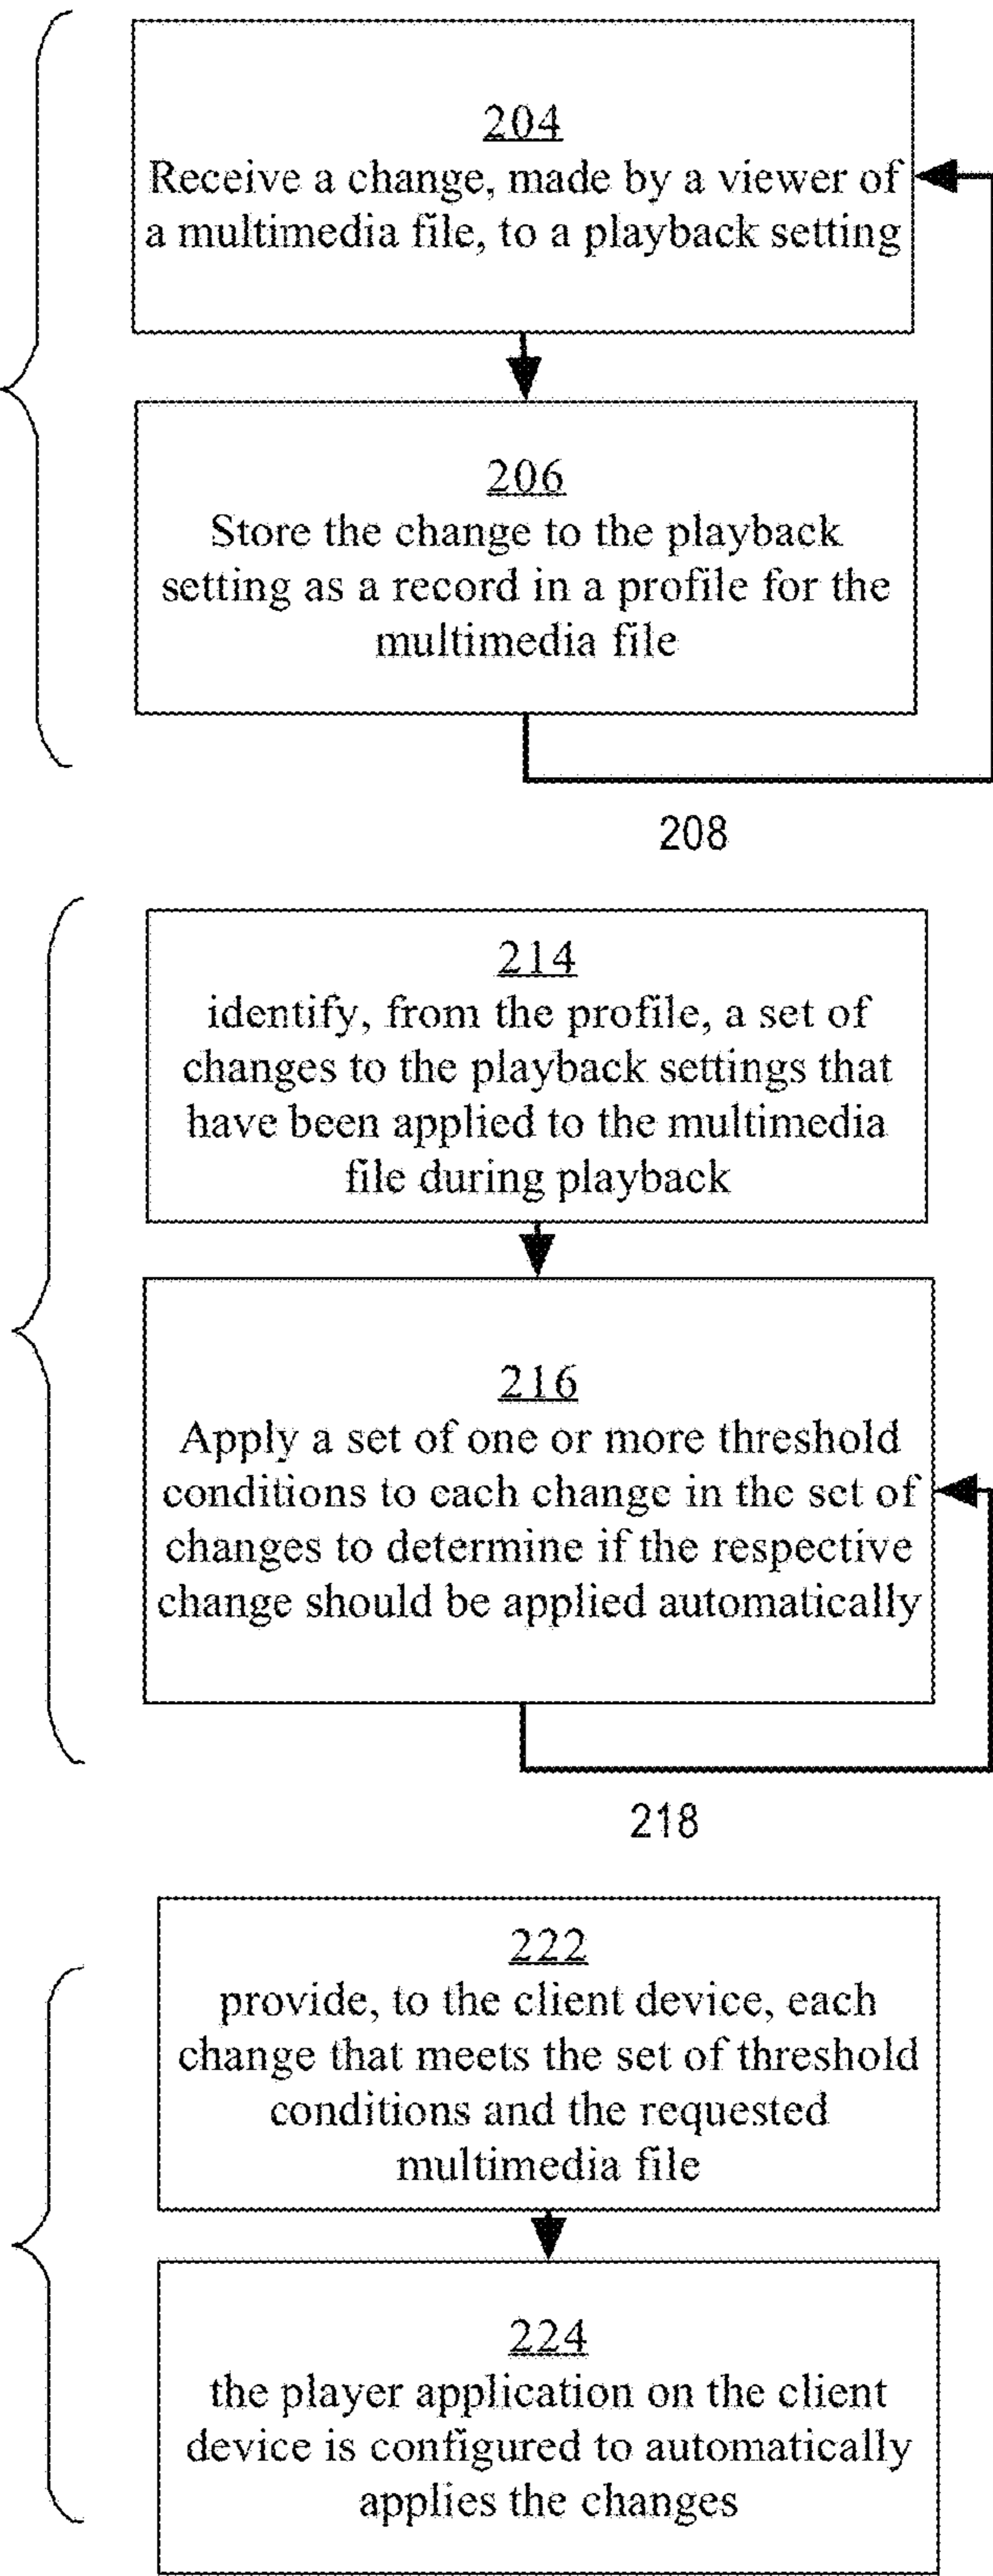 204
Receive a change, made by a viewer of
a multimedia file, to a playback setting
206
Store the change to the playback
setting as a record in a profile for the
multimedia file
208
214
identify, from the profile, a set of
changes to the playback settings that
have been applied to the multimedia
file during playback
216
Apply a set of one or more threshold
conditions to each change in the set of
changes to determine if the respective
change should be applied automatically
218
222
provide, to the client device, each
change that meets the set of threshold
conditions and the requested
multimedia file
224
the player application on the client
device is configured to automatically
applies the changes